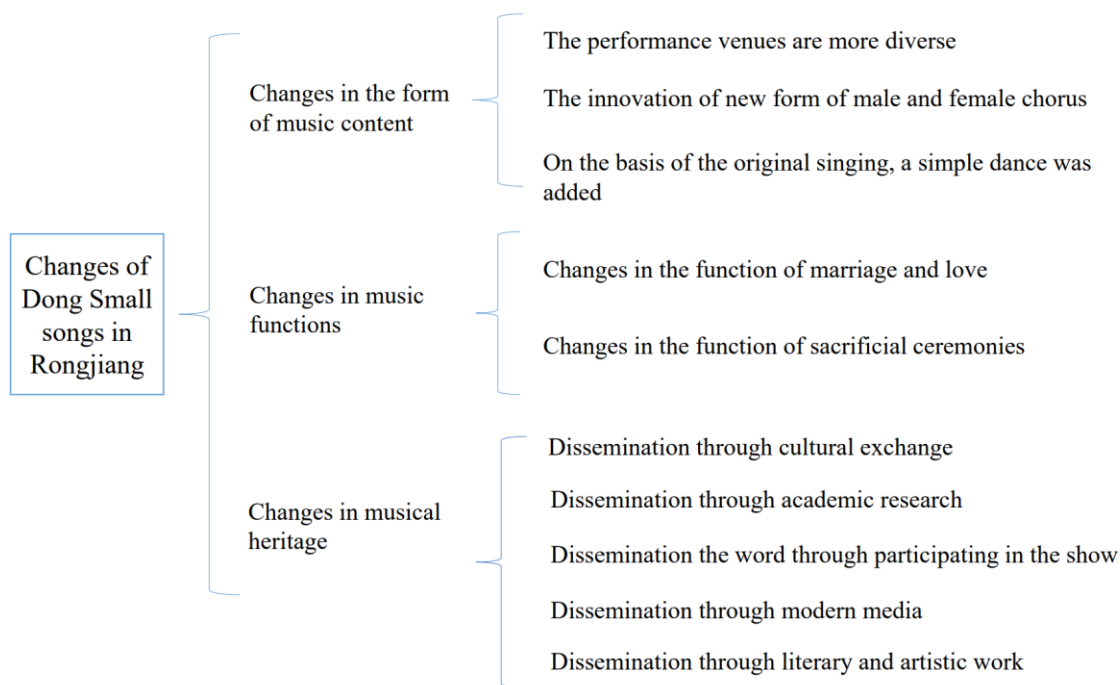 Changes of
Dong Small
songs in
Rongjiang
Changes in the form
of music content
The performance venues are more diverse
The innovation of new form of male and female chorus
On the basis of the original singing, a simple dance was
added
Changes in music
functions
Changes in the function of marriage and love
Changes in the function of sacrificial ceremonies
Changes in musical
heritage
Dissemination through cultural exchange
Dissemination through academic research
Dissemination the word through participating in the show
Dissemination through modern media
Dissemination through literary and artistic work